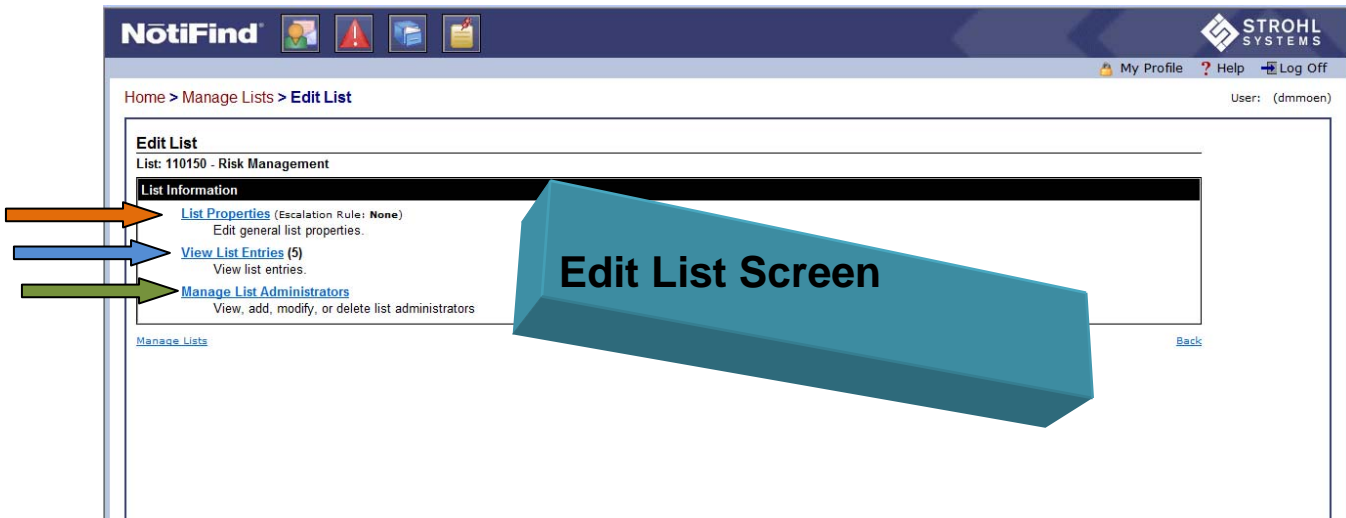 NōtiFind
STROHL
SYSTEMS
My Profile ? Help Log Off
Home > Manage Lists > Edit List
User: (dmmoen)
Edit List
List: 110150 - Risk Management
List Information
List Properties (Escalation Rule: None)
Edit general list properties.
View List Entries (5)
View list entries.
Manage List Administrators
View, add, modify, or delete list administrators
Edit List Screen
Manage Lists
Back